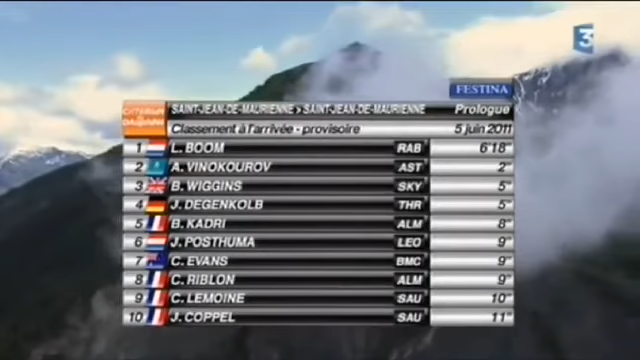 3
FESTINA
SAINT-JEAN-DE-MAURIENNE > SAINT-JEAN-DE-MAURIENNE Prologue
Classement à l'arrivée - provisoire 5 juin 2011
1 L. BOOM RAB 6'18"
2 A. VINOKOUROV AST 2"
3 B. WIGGINS SKY 5"
4 J. DEGENKOLB THR 5"
5 B. KADRI ALM 8"
6 J. POSTHUMA LEO 9"
7 C. EVANS BMC 9"
8 C. RIBLON ALM 9"
9 C. LEMOINE SAU 10"
10 J. COPPEL SAU 11"